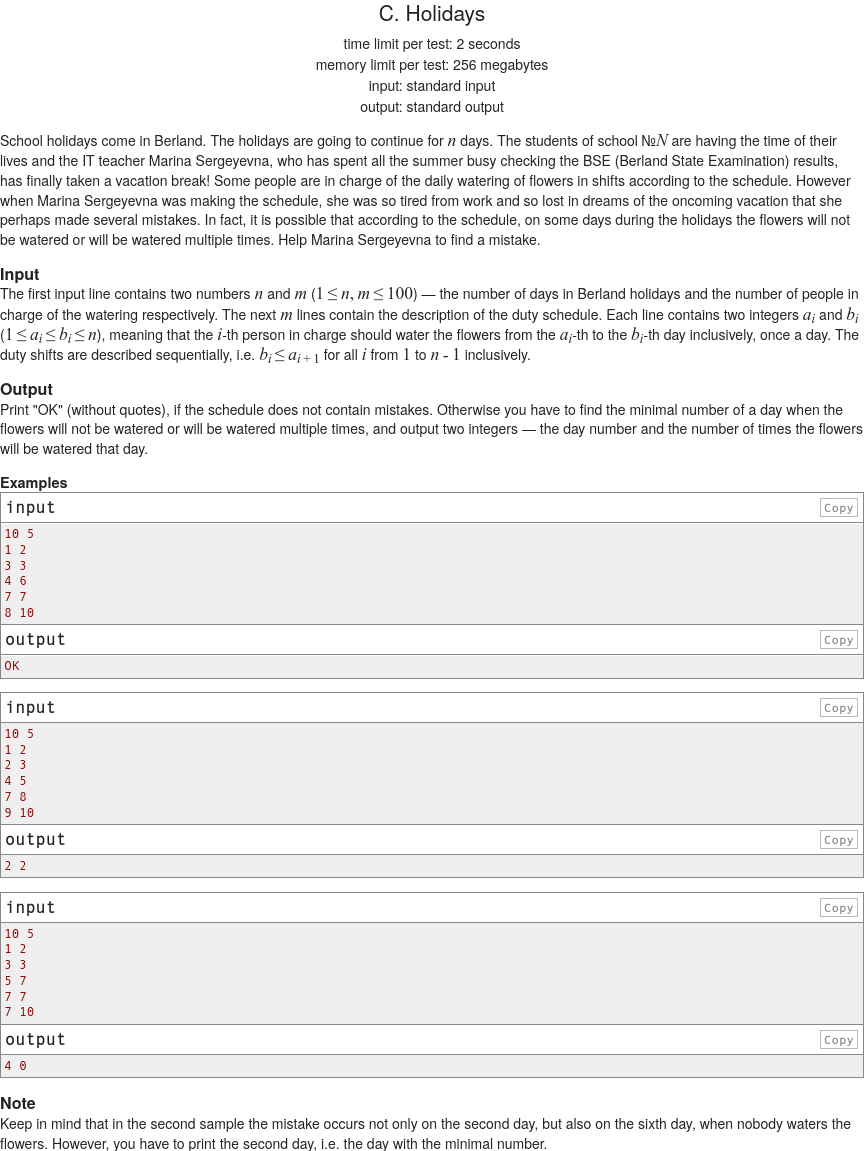 C. Holidays
time limit per test: 2 seconds
memory limit per test: 256 megabytes
input: standard input
output: standard output
School holidays come in Berland. The holidays are going to continue for n days. The students of school №N are having the time of their
lives and the IT teacher Marina Sergeyevna, who has spent all the summer busy checking the BSE (Berland State Examination) results,
has finally taken a vacation break! Some people are in charge of the daily watering of flowers in shifts according to the schedule. However
when Marina Sergeyevna was making the schedule, she was so tired from work and so lost in dreams of the oncoming vacation that she
perhaps made several mistakes. In fact, it is possible that according to the schedule, on some days during the holidays the flowers will not
be watered or will be watered multiple times. Help Marina Sergeyevna to find a mistake.
Input
The first input line contains two numbers n and m (1 ≤ n, m ≤ 100) — the number of days in Berland holidays and the number of people in
charge of the watering respectively. The next m lines contain the description of the duty schedule. Each line contains two integers a_i and b_i
(1 ≤ a_i ≤ b_i ≤ n), meaning that the i-th person in charge should water the flowers from the a_i-th to the b_i-th day inclusively, once a day. The
duty shifts are described sequentially, i.e. b_i ≤ a_{i + 1} for all i from 1 to n - 1 inclusively.
Output
Print "OK" (without quotes), if the schedule does not contain mistakes. Otherwise you have to find the minimal number of a day when the
flowers will not be watered or will be watered multiple times, and output two integers — the day number and the number of times the flowers
will be watered that day.
Examples
input Copy
10 5
1 2
3 3
4 6
7 7
8 10
output Copy
OK
input Copy
10 5
1 2
2 3
4 5
7 8
9 10
output Copy
2 2
input Copy
10 5
1 2
3 3
5 7
7 7
7 10
output Copy
4 0
Note
Keep in mind that in the second sample the mistake occurs not only on the second day, but also on the sixth day, when nobody waters the
flowers. However, you have to print the second day, i.e. the day with the minimal number.